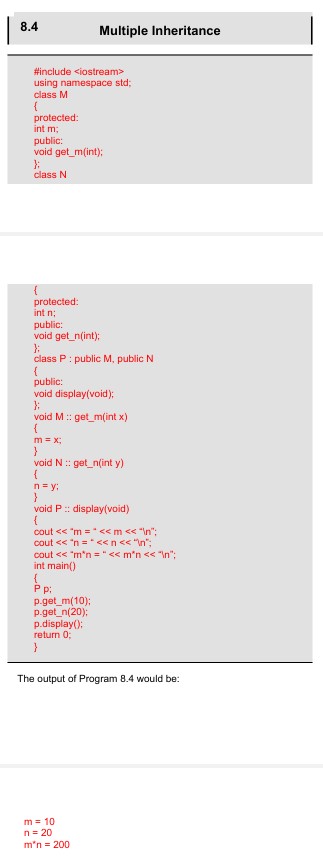 8.4 Multiple Inheritance
#include <iostream>
using namespace std;
class M
{
protected:
int m;
public:
void get_m(int);
};
class N
{
protected:
int n;
public:
void get_n(int);
};
class P : public M, public N
{
public:
void display(void);
};
void M :: get_m(int x)
{
m = x;
}
void N :: get_n(int y)
{
n = y;
}
void P :: display(void)
{
cout << “m = “ << m << “\n”;
cout << “n = “ << n << “\n”;
cout << “m*n = “ << m*n << “\n”;
int main()
{
P p;
p.get_m(10);
p.get_n(20);
p.display();
return 0;
}
The output of Program 8.4 would be:
m = 10
n = 20
m*n = 200